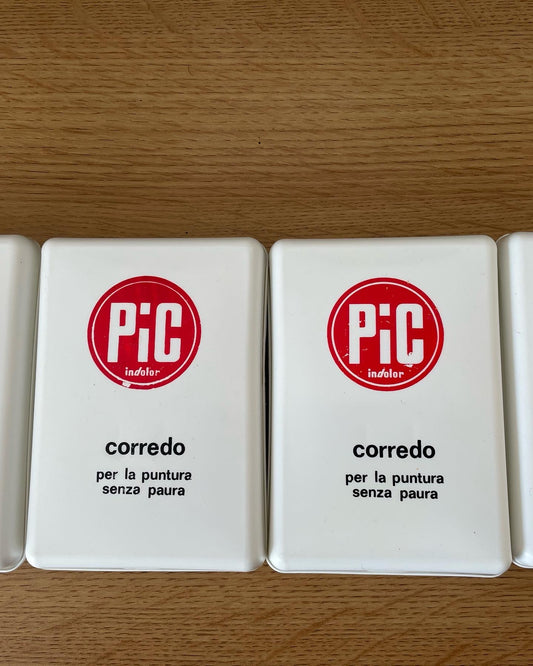 PiC
indolor
corredo
per la puntura
senza paura
PiC
indolor
corredo
per la puntura
senza paura